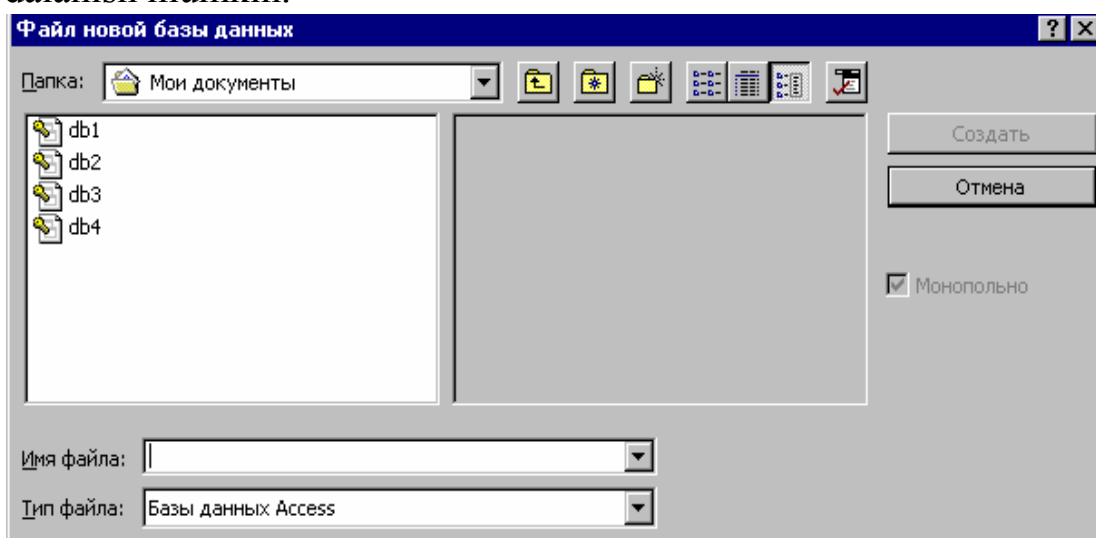 Файл новой базы данных
Папка: Мои документы
db1
db2
db3
db4
Создать
Отмена
Монопольно
Имя файла:
Тип файла: Базы данных Access